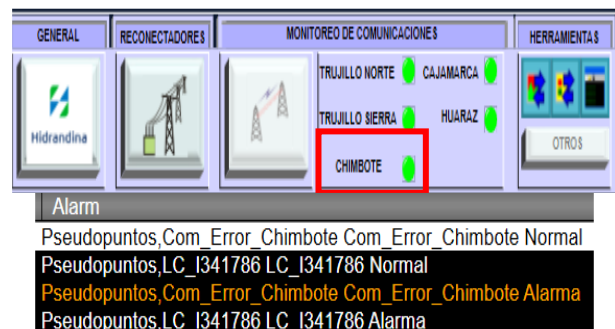 GENERAL RECONECTADORES MONITOREO DE COMUNICACIONES HERRAMIENTAS
TRUJILLO NORTE CAJAMARCA
TRUJILLO SIERRA HUARAZ
Hidrandina
OTROS
CHIMBOTE
Alarm
Pseudopuntos,Com_Error_Chimbote Com_Error_Chimbote Normal
Pseudopuntos,LC_I341786 LC_I341786 Normal
Pseudopuntos,Com_Error_Chimbote Com_Error_Chimbote Alarma
Pseudopuntos,LC_I341786 LC_I341786 Alarma